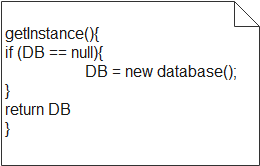 getInstance(){
if (DB == null){
DB = new database();
}
return DB
}